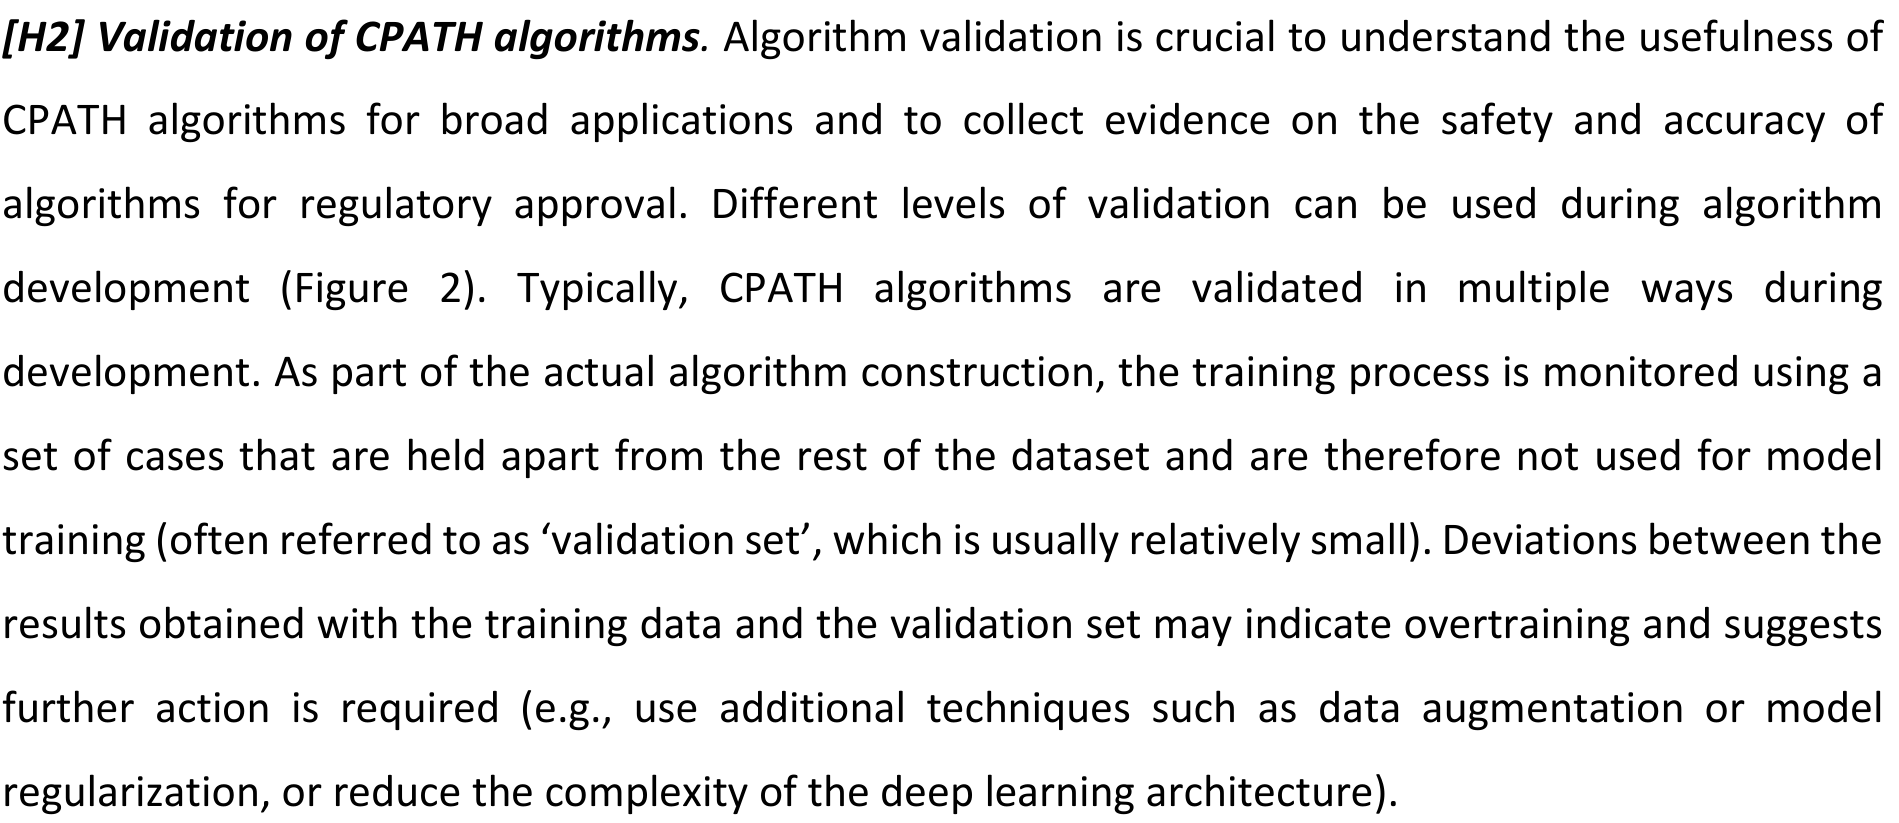 [H2] Validation of CPATH algorithms. Algorithm validation is crucial to understand the usefulness of
CPATH algorithms for broad applications and to collect evidence on the safety and accuracy of
algorithms for regulatory approval. Different levels of validation can be used during algorithm
development (Figure 2). Typically, CPATH algorithms are validated in multiple ways during
development. As part of the actual algorithm construction, the training process is monitored using a
set of cases that are held apart from the rest of the dataset and are therefore not used for model
training (often referred to as ‘validation set’, which is usually relatively small). Deviations between the
results obtained with the training data and the validation set may indicate overtraining and suggests
further action is required (e.g., use additional techniques such as data augmentation or model
regularization, or reduce the complexity of the deep learning architecture).